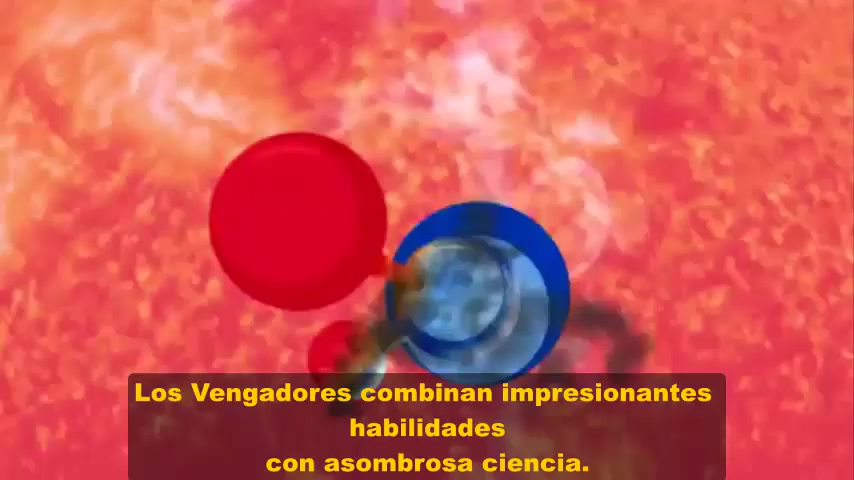 Los Vengadores combinan impresionantes
habilidades
con asombrosa ciencia.